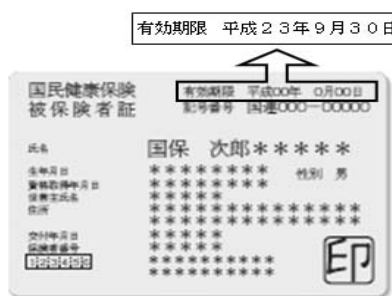 有効期限 平成23年9月30日
国民健康保険
被保険者証
有効期限 平成00年 0月00日
記号番号 国連000-00000
氏名 国保 次郎*****
生年月日 ******** 性別 男
資格取得年月日 ********
世帯主氏名 *****
住所 **************
**************
交付年月日 *****
保険者番号 *****
123456 **********
*********
印